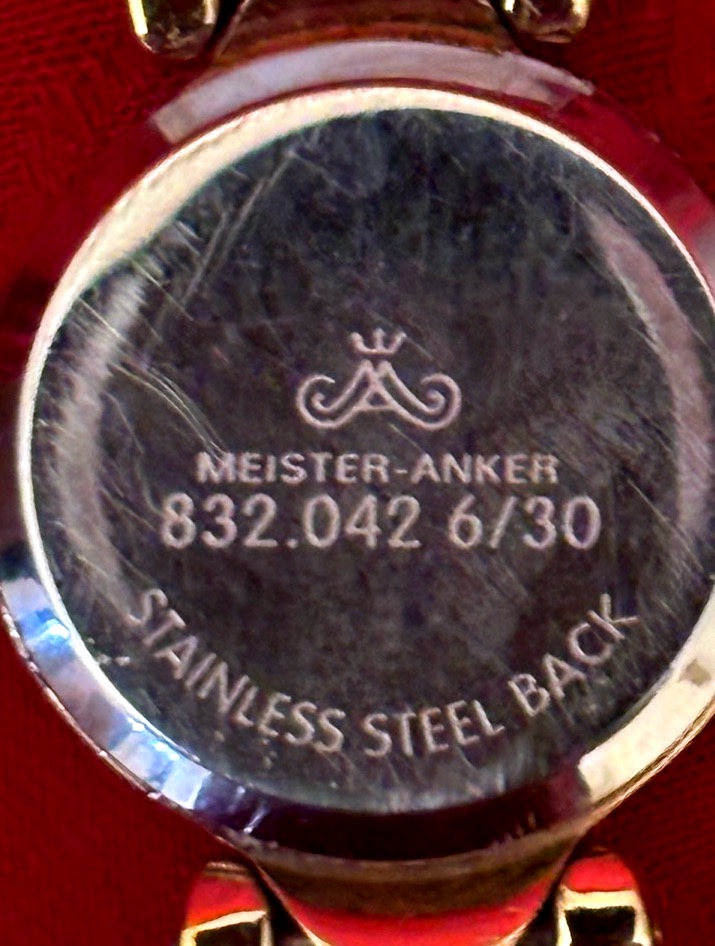 MEISTER-ANKER
832.042 6/30
STAINLESS STEEL BACK